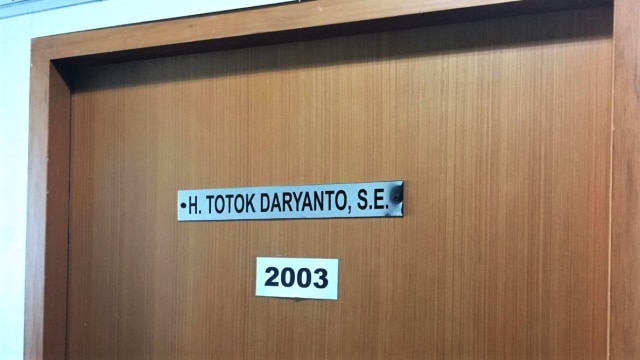 H. TOTOK DARYANTO, S.E.
2003